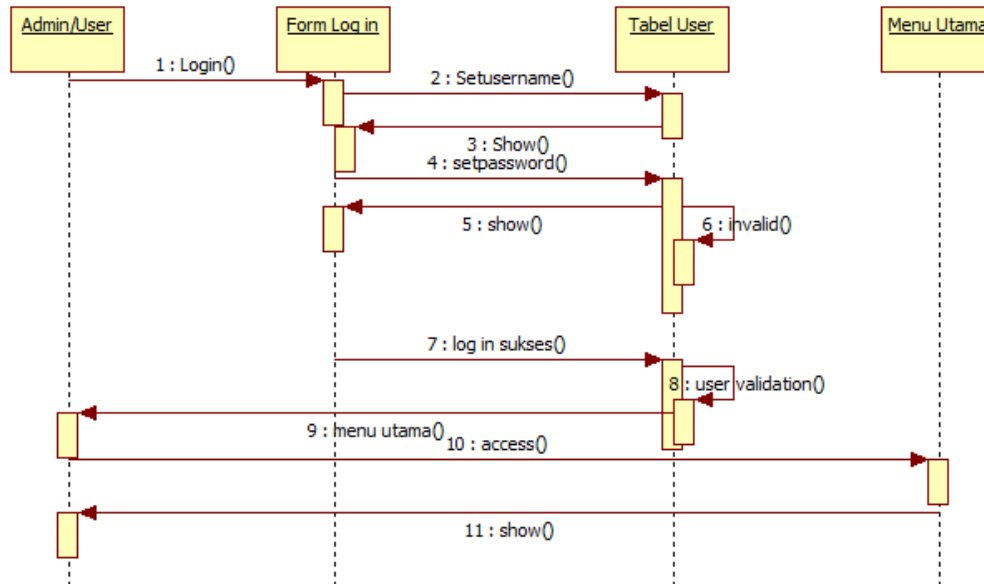 Admin/User
Form Log in
Tabel User
Menu Utama
1 : Login()
2 : Setusername()
3 : Show()
4 : setpassword()
5 : show()
6 : invalid()
7 : log in sukses()
8 : user validation()
9 : menu utama()
10 : access()
11 : show()